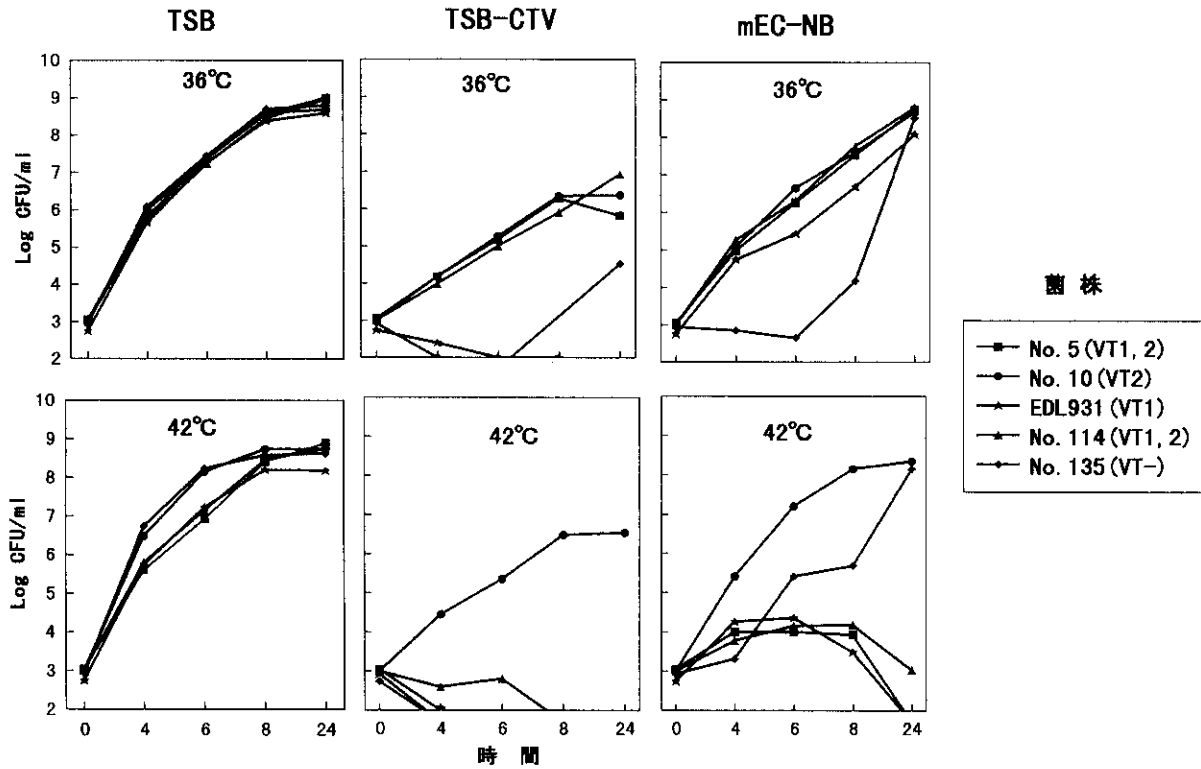 TSB
TSB-CTV
mEC-NB
36℃
36℃
36℃
Log CFU/ml
10
9
8
7
6
5
4
3
2
42℃
42℃
42℃
Log CFU/ml
10
9
8
7
6
5
4
3
2
0 4 6 8 24
0 4 6 8 24
0 4 6 8 24
時間
菌株
No. 5 (VT1, 2)
No. 10 (VT2)
EDL931 (VT1)
No. 114 (VT1, 2)
No. 135 (VT-)